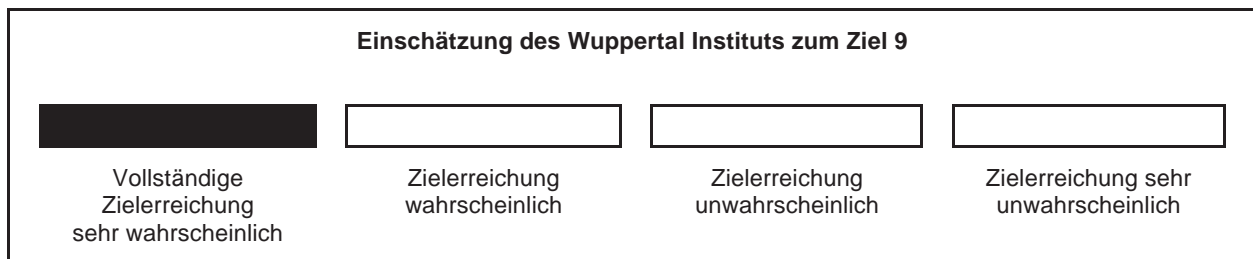 Einschätzung des Wuppertal Instituts zum Ziel 9
Vollständige
Zielerreichung
sehr wahrscheinlich
Zielerreichung
wahrscheinlich
Zielerreichung
unwahrscheinlich
Zielerreichung sehr
unwahrscheinlich